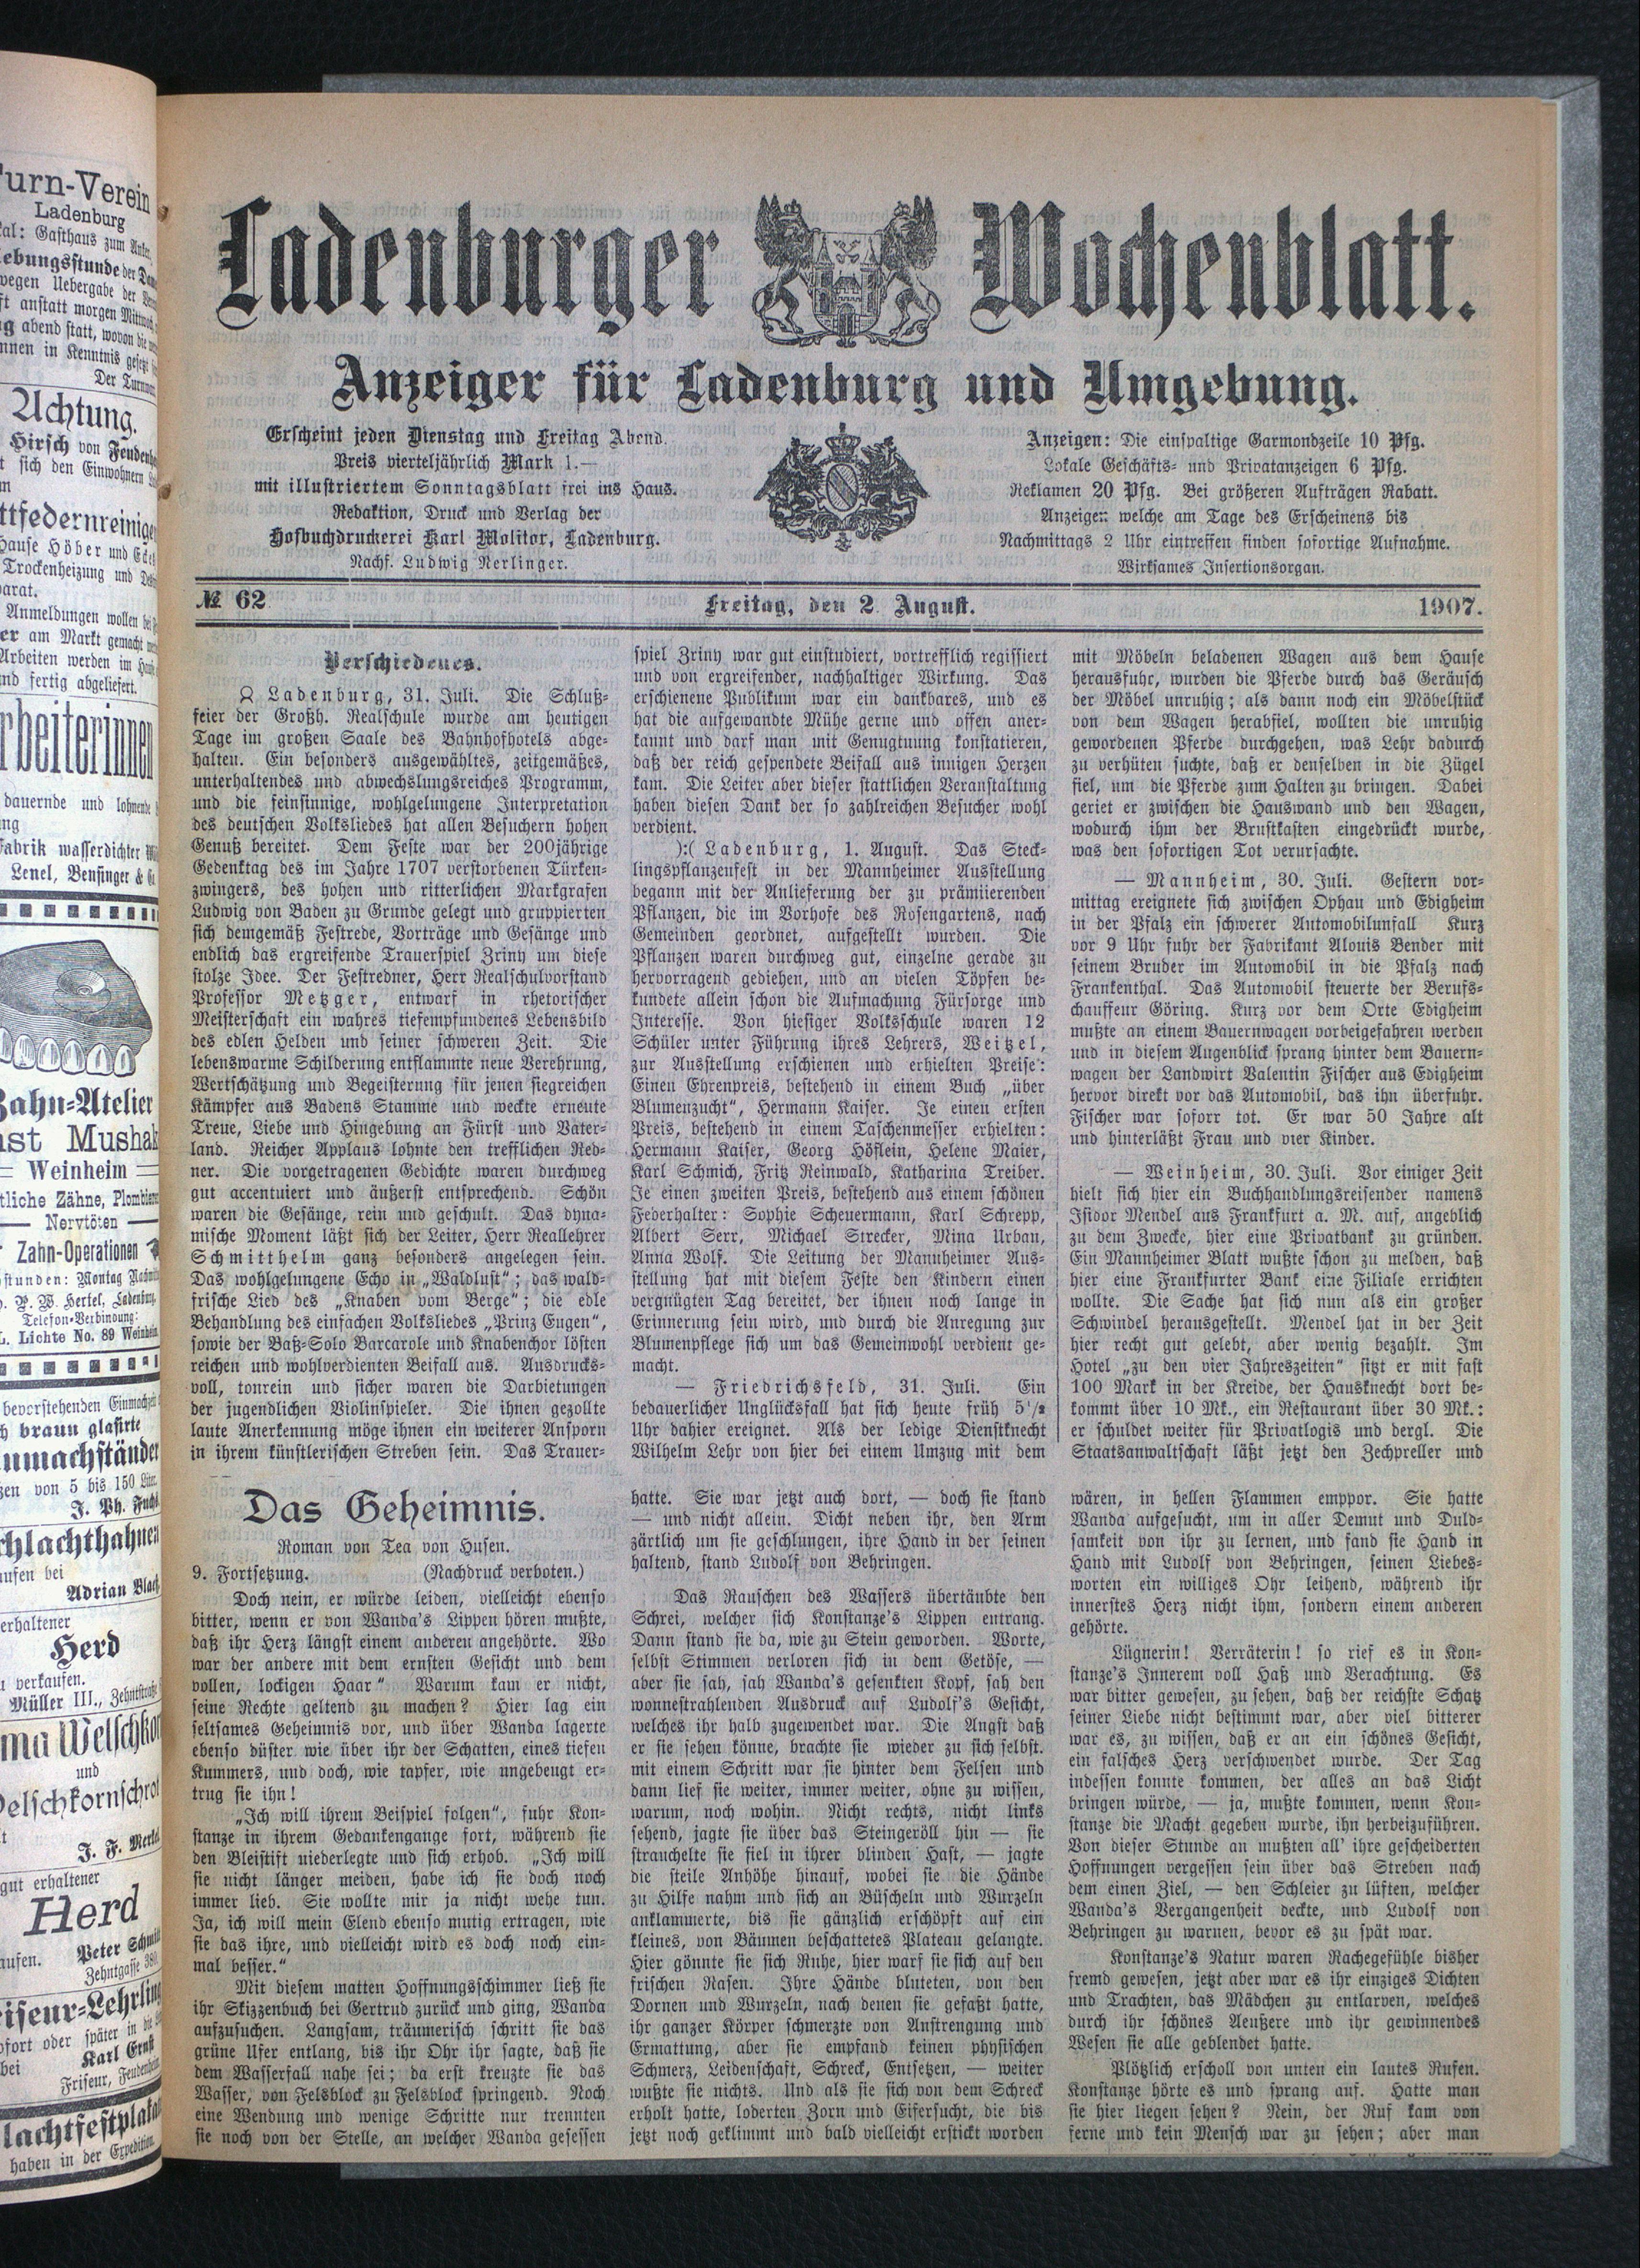 Turn-Verein
Ladenburg
Achtung.
Hirsch von
sich den Einwohnern
Hause Höber und
Trockenheizung und
Anmeldungen wollen
am Markt gemacht
Arbeiten werden im
und fertig abgeliefert.
dauernde und lohnende
Fabrik wasserdichter
Lenel, Bensinger &
Zahn-Atelier
Weinheim
Nervtöten
Zahn-Operationen
Telefon-Verbindung:
No. 89 Weinheim
bevorstehenden
braun glasirte
von 5 bis 150
J. Ph.
bei
Adrian
Herd
verkaufen.
Müller III.,
und
J. F.
gut erhaltener
Herd
Peter
oder später in
bei
Karl Ernst
Friseur,
haben in der Expedition.
Ladenburger Wochenblatt.
Anzeiger für Ladenburg und Umgebung.
Erscheint jeden Dienstag und Freitag Abend.
Preis vierteljährlich Mark 1.—
mit illustriertem Sonntagsblatt frei ins Haus.
Redaktion, Druck und Verlag der
Hofbuchdruckerei Karl Molitor, Ladenburg.
Nachf. Ludwig Nerlinger.
Anzeigen: Die einspaltige Garmondzeile 10 Pfg.
Lokale Geschäfts- und Privatanzeigen 6 Pfg.
Reklamen 20 Pfg. Bei größeren Aufträgen Rabatt.
Anzeigen welche am Tage des Erscheinens bis
Nachmittags 2 Uhr eintreffen finden sofortige Aufnahme.
Wirksames Insertionsorgan.
№ 62 Freitag, den 2. August. 1907.
Verschiedenes.
Ladenburg, 31. Juli. Die Schluß-
feier der Großh. Realschule wurde am heutigen
Tage im großen Saale des Bahnhofhotels abge-
halten. Ein besonders ausgewähltes, zeitgemäßes,
unterhaltendes und abwechslungsreiches Programm,
und die feinsinnige, wohlgelungene Interpretation
des deutschen Volksliedes hat allen Besuchern hohen
Genuß bereitet. Dem Feste war der 200jährige
Gedenktag des im Jahre 1707 verstorbenen Türken-
zwingers, des hohen und ritterlichen Markgrafen
Ludwig von Baden zu Grunde gelegt und gruppierten
sich demgemäß Festrede, Vorträge und Gesänge und
endlich das ergreifende Trauerspiel Zriny um diese
stolze Idee. Der Festredner, Herr Realschulvorstand
Professor Metzger, entwarf in rhetorischer
Meisterschaft ein wahres tiefempfundenes Lebensbild
des edlen Helden und seiner schweren Zeit. Die
lebenswarme Schilderung entflammte neue Verehrung,
Wertschätzung und Begeisterung für jenen siegreichen
Kämpfer aus Badens Stamme und weckte erneute
Treue, Liebe und Hingebung an Fürst und Vater-
land. Reicher Applaus lohnte den trefflichen Red-
ner. Die vorgetragenen Gedichte waren durchweg
gut accentuiert und äußerst entsprechend. Schön
waren die Gesänge, rein und geschult. Das dyna-
mische Moment läßt sich der Leiter, Herr Reallehrer
Schmitthelm ganz besonders angelegen sein.
Das wohlgelungene Echo in „Waldlust“; das wald-
frische Lied des „Knaben vom Berge“; die edle
Behandlung des einfachen Volksliedes „Prinz Eugen“,
sowie der Baß-Solo Barcarole und Knabenchor lösten
reichen und wohlverdienten Beifall aus. Ausdrucks-
voll, tonrein und sicher waren die Darbietungen
der jugendlichen Violinspieler. Die ihnen gezollte
laute Anerkennung möge ihnen ein weiterer Ansporn
in ihrem künstlerischen Streben sein. Das Trauer-
spiel Zriny war gut einstudiert, vortrefflich regissiert
und von ergreifender, nachhaltiger Wirkung. Das
erschienene Publikum war ein dankbares, und es
hat die aufgewandte Mühe gerne und offen aner-
kannt und darf man mit Genugtuung konstatieren,
daß der reich gespendete Beifall aus innigen Herzen
kam. Die Leiter aber dieser stattlichen Veranstaltung
haben diesen Dank der so zahlreichen Besucher wohl
verdient.
):( Ladenburg, 1. August. Das Steck-
lingspflanzenfest in der Mannheimer Ausstellung
begann mit der Anlieferung der zu prämiierenden
Pflanzen, die im Vorhofe des Rosengartens, nach
Gemeinden geordnet, aufgestellt wurden. Die
Pflanzen waren durchweg gut, einzelne gerade zu
hervorragend gediehen, und an vielen Töpfen be-
kundete allein schon die Aufmachung Fürsorge und
Interesse. Von hiesiger Volksschule waren 12
Schüler unter Führung ihres Lehrers, Weitzel,
zur Ausstellung erschienen und erhielten Preise:
Einen Ehrenpreis, bestehend in einem Buch „über
Blumenzucht“, Hermann Kaiser. Je einen ersten
Preis, bestehend in einem Taschenmesser erhielten:
Hermann Kaiser, Georg Höflein, Helene Maier,
Karl Schmich, Fritz Reinwald, Katharina Treiber.
Je einen zweiten Preis, bestehend aus einem schönen
Federhalter: Sophie Scheuermann, Karl Schrepp,
Albert Serr, Michael Strecker, Mina Urban,
Anna Wolf. Die Leitung der Mannheimer Aus-
stellung hat mit diesem Feste den Kindern einen
vergnügten Tag bereitet, der ihnen noch lange in
Erinnerung sein wird, und durch die Anregung zur
Blumenpflege sich um das Gemeinwohl verdient ge-
macht.
— Friedrichsfeld, 31. Juli. Ein
bedauerlicher Unglücksfall hat sich heute früh 5½
Uhr dahier ereignet. Als der ledige Dienstknecht
Wilhelm Lehr von hier bei einem Umzug mit dem
mit Möbeln beladenen Wagen aus dem Hause
herausfuhr, wurden die Pferde durch das Geräusch
der Möbel unruhig; als dann noch ein Möbelstück
von dem Wagen herabfiel, wollten die unruhig
gewordenen Pferde durchgehen, was Lehr dadurch
zu verhüten suchte, daß er denselben in die Zügel
fiel, um die Pferde zum Halten zu bringen. Dabei
geriet er zwischen die Hauswand und den Wagen,
wodurch ihm der Brustkasten eingedrückt wurde,
was den sofortigen Tot verursachte.
— Mannheim, 30. Juli. Gestern vor-
mittag ereignete sich zwischen Ophau und Edigheim
in der Pfalz ein schwerer Automobilunfall Kurz
vor 9 Uhr fuhr der Fabrikant Alouis Bender mit
seinem Bruder im Automobil in die Pfalz nach
Frankenthal. Das Automobil steuerte der Berufs-
chauffeur Göring. Kurz vor dem Orte Edigheim
mußte an einem Bauernwagen vorbeigefahren werden
und in diesem Augenblick sprang hinter dem Bauern-
wagen der Landwirt Valentin Fischer aus Edigheim
hervor direkt vor das Automobil, das ihn überfuhr.
Fischer war soforr tot. Er war 50 Jahre alt
und hinterläßt Frau und vier Kinder.
— Weinheim, 30. Juli. Vor einiger Zeit
hielt sich hier ein Buchhandlungsreisender namens
Isidor Mendel aus Frankfurt a. M. auf, angeblich
zu dem Zwecke, hier eine Privatbank zu gründen.
Ein Mannheimer Blatt wußte schon zu melden, daß
hier eine Frankfurter Bank eine Filiale errichten
wollte. Die Sache hat sich nun als ein großer
Schwindel herausgestellt. Mendel hat in der Zeit
hier recht gut gelebt, aber wenig bezahlt. Im
Hotel „zu den vier Jahreszeiten“ sitzt er mit fast
100 Mark in der Kreide, der Hausknecht dort be-
kommt über 10 Mk., ein Restaurant über 30 Mk.:
er schuldet weiter für Privatlogis und dergl. Die
Staatsanwaltschaft läßt jetzt den Zechpreller und
Das Geheimnis.
Roman von Tea von Husen.
9. Fortsetzung. (Nachdruck verboten.)
Doch nein, er würde leiden, vielleicht ebenso
bitter, wenn er von Wanda's Lippen hören mußte,
daß ihr Herz längst einem anderen angehörte. Wo
war der andere mit dem ernsten Gesicht und dem
vollen, lockigen Haar“ Warum kam er nicht,
seine Rechte geltend zu machen? Hier lag ein
seltsames Geheimnis vor, und über Wanda lagerte
ebenso düster wie über ihr der Schatten, eines tiefen
Kummers, und doch, wie tapfer, wie ungebeugt er-
trug sie ihn!
„Ich will ihrem Beispiel folgen“, fuhr Kon-
stanze in ihrem Gedankengange fort, während sie
den Bleistift niederlegte und sich erhob. „Ich will
sie nicht länger meiden, habe ich sie doch noch
immer lieb. Sie wollte mir ja nicht wehe tun.
Ja, ich will mein Elend ebenso mutig ertragen, wie
sie das ihre, und vielleicht wird es doch noch ein-
mal besser.“
Mit diesem matten Hoffnungsschimmer ließ sie
ihr Skizzenbuch bei Gertrud zurück und ging, Wanda
aufzusuchen. Langsam, träumerisch schritt sie das
grüne Ufer entlang, bis ihr Ohr ihr sagte, daß sie
dem Wasserfall nahe sei; da erst kreuzte sie das
Wasser, von Felsblock zu Felsblock springend. Noch
eine Wendung und wenige Schritte nur trennten
sie noch von der Stelle, an welcher Wanda gesessen
hatte. Sie war jetzt auch dort, — doch sie stand
— und nicht allein. Dicht neben ihr, den Arm
zärtlich um sie geschlungen, ihre Hand in der seinen
haltend, stand Ludolf von Behringen.
Das Rauschen des Wassers übertäubte den
Schrei, welcher sich Konstanze's Lippen entrang.
Dann stand sie da, wie zu Stein geworden. Worte,
selbst Stimmen verloren sich in dem Getöse, —
aber sie sah, sah Wanda's gesenkten Kopf, sah den
wonnestrahlenden Ausdruck auf Ludolf's Gesicht,
welches ihr halb zugewendet war. Die Angst daß
er sie sehen könne, brachte sie wieder zu sich selbst.
mit einem Schritt war sie hinter dem Felsen und
dann lief sie weiter, immer weiter, ohne zu wissen,
warum, noch wohin. Nicht rechts, nicht links
sehend, jagte sie über das Steingeröll hin — sie
strauchelte sie fiel in ihrer blinden Hast, — jagte
die steile Anhöhe hinauf, wobei sie die Hände
zu Hilfe nahm und sich an Büscheln und Wurzeln
anklammerte, bis sie gänzlich erschöpft auf ein
kleines, von Bäumen beschattetes Plateau gelangte.
Hier gönnte sie sich Ruhe, hier warf sie sich auf den
frischen Rasen. Ihre Hände bluteten, von den
Dornen und Wurzeln, nach denen sie gefaßt hatte,
ihr ganzer Körper schmerzte von Anstrengung und
Ermattung, aber sie empfand keinen physischen
Schmerz, Leidenschaft, Schreck, Entsetzen, — weiter
wußte sie nichts. Und als sie sich von dem Schreck
erholt hatte, loderten Zorn und Eifersucht, die bis
jetzt noch geklimmt und bald vielleicht erstickt worden
wären, in hellen Flammen emppor. Sie hatte
Wanda aufgesucht, um in aller Demut und Duld-
samkeit von ihr zu lernen, und fand sie Hand in
Hand mit Ludolf von Behringen, seinen Liebes-
worten ein williges Ohr leihend, während ihr
innerstes Herz nicht ihm, sondern einem anderen
gehörte.
Lügnerin! Verräterin! so rief es in Kon-
stanze's Innerem voll Haß und Verachtung. Es
war bitter gewesen, zu sehen, daß der reichste Schatz
seiner Liebe nicht bestimmt war, aber viel bitterer
war es, zu wissen, daß er an ein schönes Gesicht,
ein falsches Herz verschwendet wurde. Der Tag
indessen konnte kommen, der alles an das Licht
bringen würde, — ja, mußte kommen, wenn Kon-
stanze die Macht gegeben wurde, ihn herbeizuführen.
Von dieser Stunde an mußten all' ihre gescheiderten
Hoffnungen vergessen sein über das Streben nach
dem einen Ziel, — den Schleier zu lüften, welcher
Wanda's Vergangenheit deckte, und Ludolf von
Behringen zu warnen, bevor es zu spät war.
Konstanze's Natur waren Rachegefühle bisher
fremd gewesen, jetzt aber war es ihr einziges Dichten
und Trachten, das Mädchen zu entlarven, welches
durch ihr schönes Aeußere und ihr gewinnendes
Wesen sie alle geblendet hatte.
Plötzlich erscholl von unten ein lautes Rufen.
Konstanze hörte es und sprang auf. Hatte man
sie hier liegen sehen? Nein, der Ruf kam von
ferne und kein Mensch war zu sehen; aber man